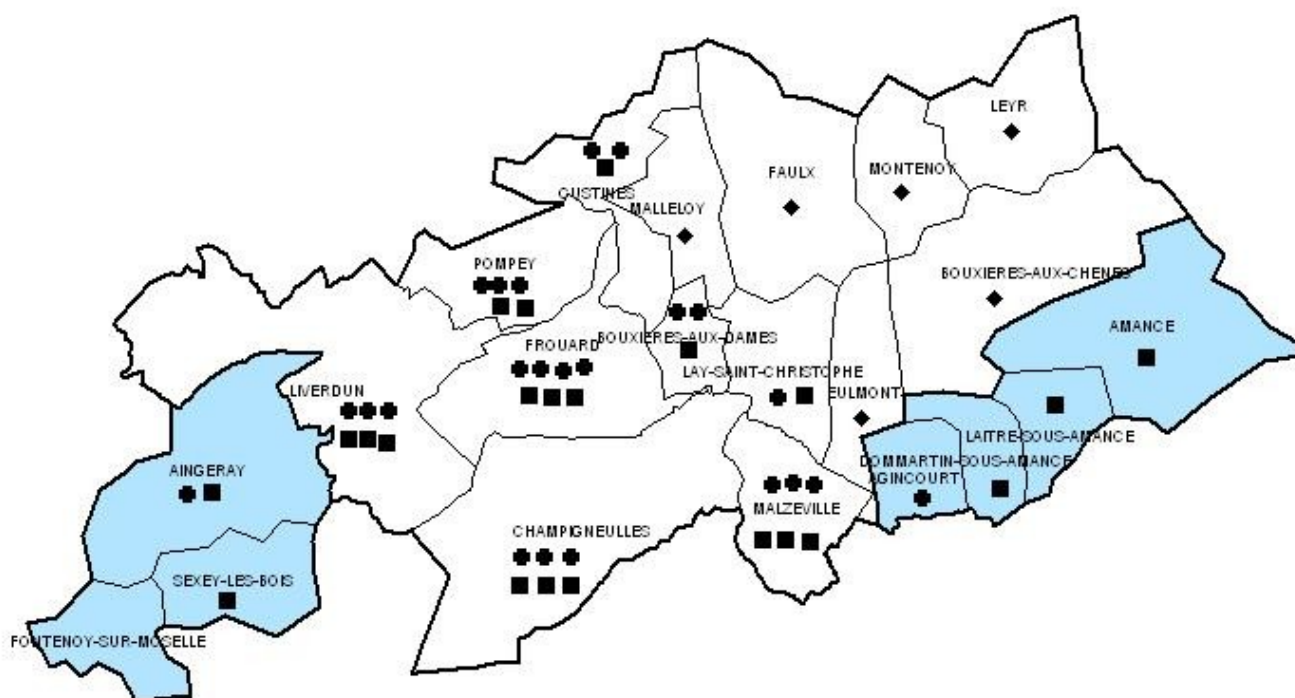 LEYR
FAULX
MONTENOY
CUSTINES
MALLELOY
POMPEY
BOUXIERES-AUX-CHENES
AMANCE
BOUXIERES-AUX-DAMES
FROUARD
LAY-SAINT-CHRISTOPHE
LIVERDUN
EULMONT
LAITRE-SOUS-AMANCE
DOMMARTIN-SOUS-AMANCE
AINGERAY
AGINCOURT
MALZEVILLE
CHAMPIGNEULLES
SEXEY-LES-BOIS
FONTENOY-SUR-MOSELLE